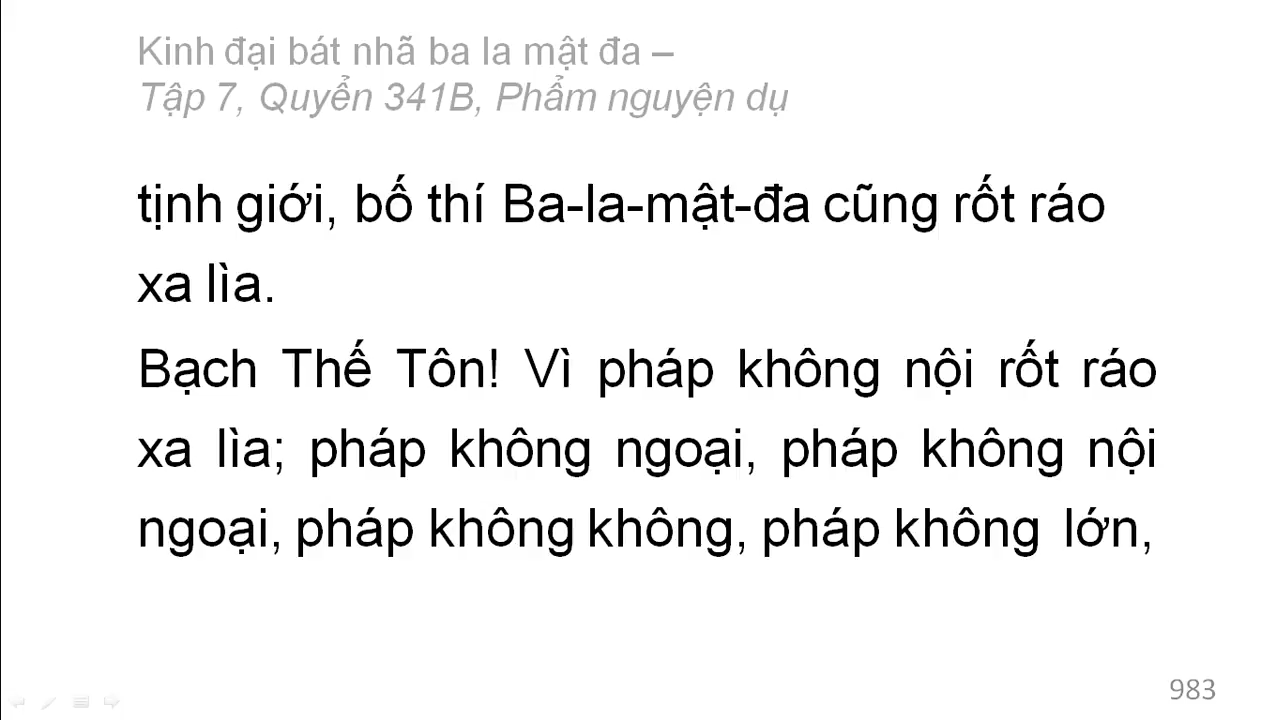 Kinh đại bát nhã ba la mật đa –
Tập 7, Quyển 341B, Phẩm nguyện dụ
tịnh giới, bố thí Ba-la-mật-đa cũng rốt ráo
xa lìa.
Bạch Thế Tôn! Vì pháp không nội rốt ráo
xa lìa; pháp không ngoại, pháp không nội
ngoại, pháp không không, pháp không lớn,
983